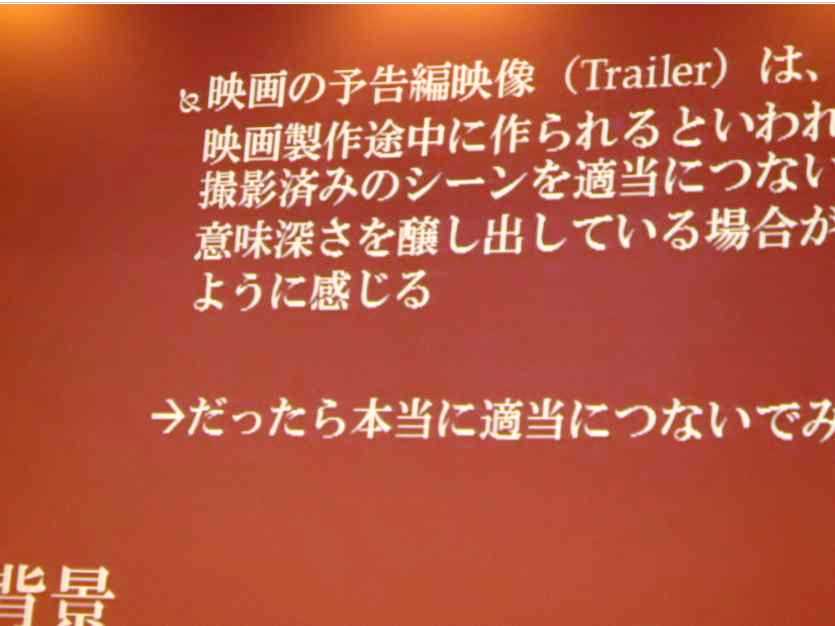 映画の予告編映像（Trailer）は、
映画製作途中に作られるといわれ
撮影済みのシーンを適当につない
意味深さを醸し出している場合が
ように感じる
→だったら本当に適当につないでみ
背景